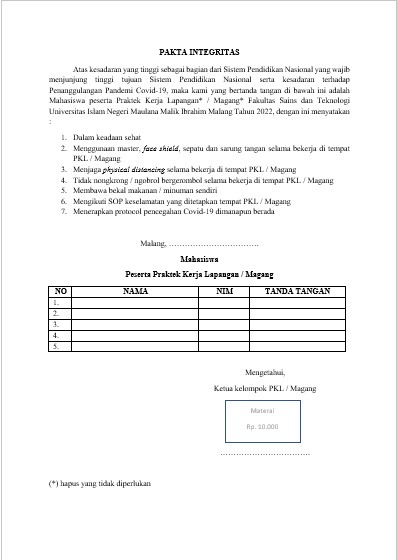 PAKTA INTEGRITAS
Atas kesadaran yang tinggi sebagai bagian dari Sistem Pendidikan Nasional yang wajib
menjunjung tinggi tujuan Sistem Pendidikan Nasional serta kesadaran terhadap
Penanggulangan Pandemi Covid-19, maka kami yang bertanda tangan di bawah ini adalah
Mahasiswa peserta Praktek Kerja Lapangan* / Magang* Fakultas Sains dan Teknologi
Universitas Islam Negeri Maulana Malik Ibrahim Malang Tahun 2022, dengan ini menyatakan
:
1. Dalam keadaan sehat
2. Menggunakan master, face shield, sepatu dan sarung tangan selama bekerja di tempat
PKL / Magang
3. Menjaga physical distancing selama bekerja di tempat PKL / Magang
4. Tidak nongkrong / ngobrol bergerombol selama bekerja di tempat PKL / Magang
5. Membawa bekal makanan / minuman sendiri
6. Mengikuti SOP keselamatan yang ditetapkan tempat PKL / Magang
7. Menerapkan protocol pencegahan Covid-19 dimanapun berada
Malang, ................................
Mahasiswa
Peserta Praktek Kerja Lapangan / Magang
NO NAMA NIM TANDA TANGAN
1.
2.
3.
4.
5.
Mengetahui,
Ketua kelompok PKL / Magang
Materai
Rp. 10.000
................................
(*) hapus yang tidak diperlukan